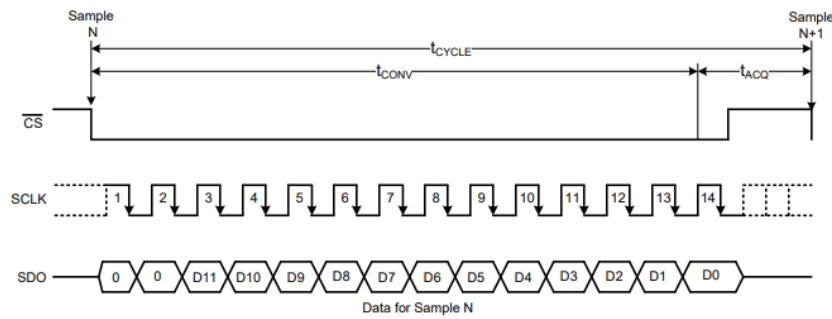 Sample N
Sample N+1
tCYCLE
tCONV
tACQ
CS
SCLK
1 2 3 4 5 6 7 8 9 10 11 12 13 14
SDO
0 0 D11 D10 D9 D8 D7 D6 D5 D4 D3 D2 D1 D0
Data for Sample N